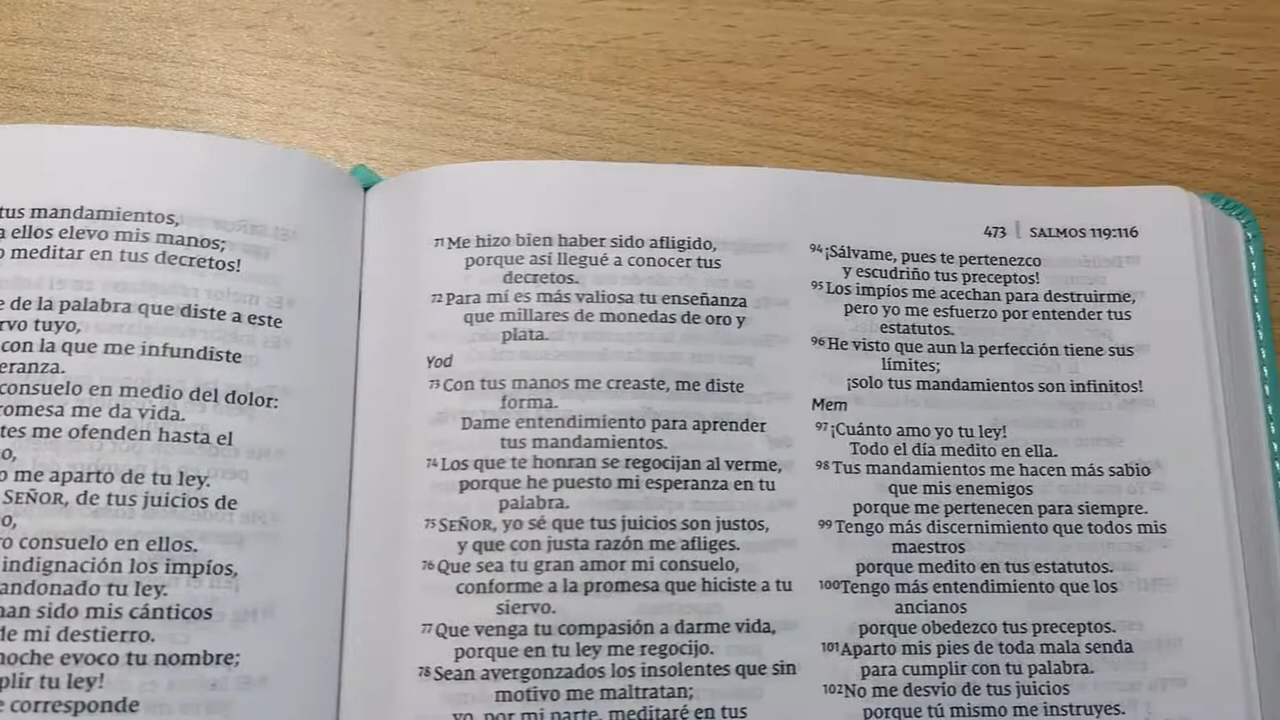 tus mandamientos,
ellos elevo mis manos;
meditar en tus decretos!
de la palabra que diste a este
tuyo,
con la que me infundiste
consuelo en medio del dolor:
me da vida.
me ofenden hasta el
me aparto de tu ley.
SEÑOR, de tus juicios de
consuelo en ellos.
indignación los impíos,
tu ley.
sido mis cánticos
de mi destierro.
noche evoco tu nombre;
tu ley!
corresponde
473 | SALMOS 119:116
71 Me hizo bien haber sido afligido,
porque así llegué a conocer tus
decretos.
72 Para mí es más valiosa tu enseñanza
que millares de monedas de oro y
plata.
Yod
73 Con tus manos me creaste, me diste
forma.
Dame entendimiento para aprender
tus mandamientos.
74 Los que te honran se regocijan al verme,
porque he puesto mi esperanza en tu
palabra.
75 SEÑOR, yo sé que tus juicios son justos,
y que con justa razón me afliges.
76 Que sea tu gran amor mi consuelo,
conforme a la promesa que hiciste a tu
siervo.
77 Que venga tu compasión a darme vida,
porque en tu ley me regocijo.
78 Sean avergonzados los insolentes que sin
motivo me maltratan;
yo, por mi parte, meditaré en tus
94 ¡Sálvame, pues te pertenezco
y escudriño tus preceptos!
95 Los impíos me acechan para destruirme,
pero yo me esfuerzo por entender tus
estatutos.
96 He visto que aun la perfección tiene sus
límites;
¡solo tus mandamientos son infinitos!
Mem
97 ¡Cuánto amo yo tu ley!
Todo el día medito en ella.
98 Tus mandamientos me hacen más sabio
que mis enemigos
porque me pertenecen para siempre.
99 Tengo más discernimiento que todos mis
maestros
porque medito en tus estatutos.
100 Tengo más entendimiento que los
ancianos
porque obedezco tus preceptos.
101 Aparto mis pies de toda mala senda
para cumplir con tu palabra.
102 No me desvío de tus juicios
porque tú mismo me instruyes.